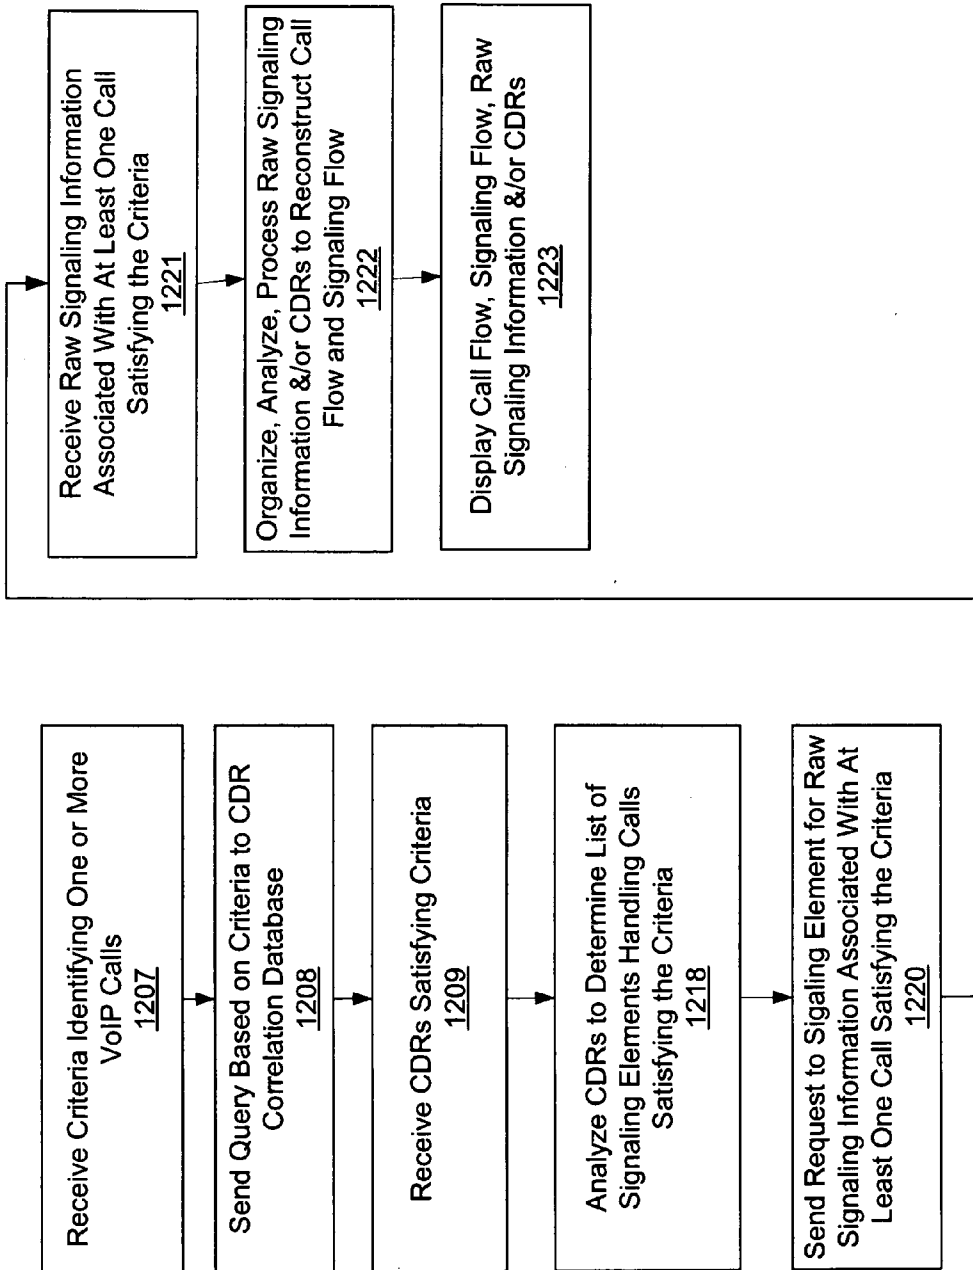 Receive Criteria Identifying One or More
VoIP Calls
1207
Send Query Based on Criteria to CDR
Correlation Database
1208
Receive CDRs Satisfying Criteria
1209
Analyze CDRs to Determine List of
Signaling Elements Handling Calls
Satisfying the Criteria
1218
Send Request to Sigaling Element for Raw
Signaling Information Associated With At
Least One Call Satisfying the Criteria
1220
Receive Raw Signaling Information
Associated With At Least One Call
Satisfying the Criteria
1221
Organize, Analyze, Process Raw Signaling
Information &/or CDRs to Reconstruct Call
Flow and Signaling Flow
1222
Display Call Flow, Signaling Flow, Raw
Signaling Information &/or CDRs
1223